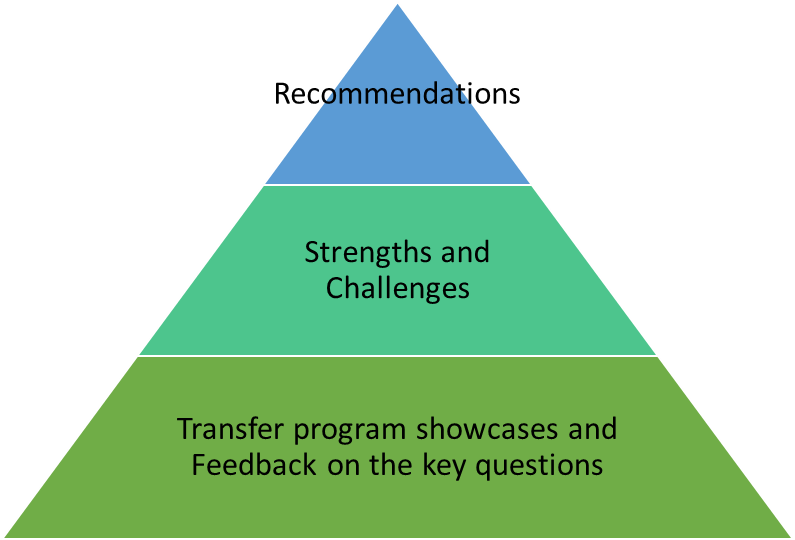 Recommendations
Strengths and
Challenges
Transfer program showcases and
Feedback on the key questions